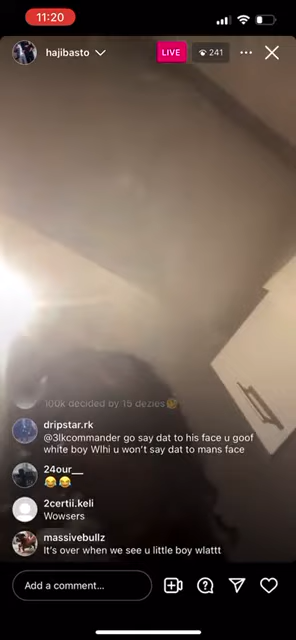 11:20
hajibasto
LIVE
241
100k decided by 15 dezies
dripstar.rk
@3lkcommander go say dat to his face u goof
white boy Wlhi u won't say dat to mans face
24our__
😂😂
2certii.keli
Wowsers
massivebullz
It's over when we see u little boy wlattt
Add a comment...